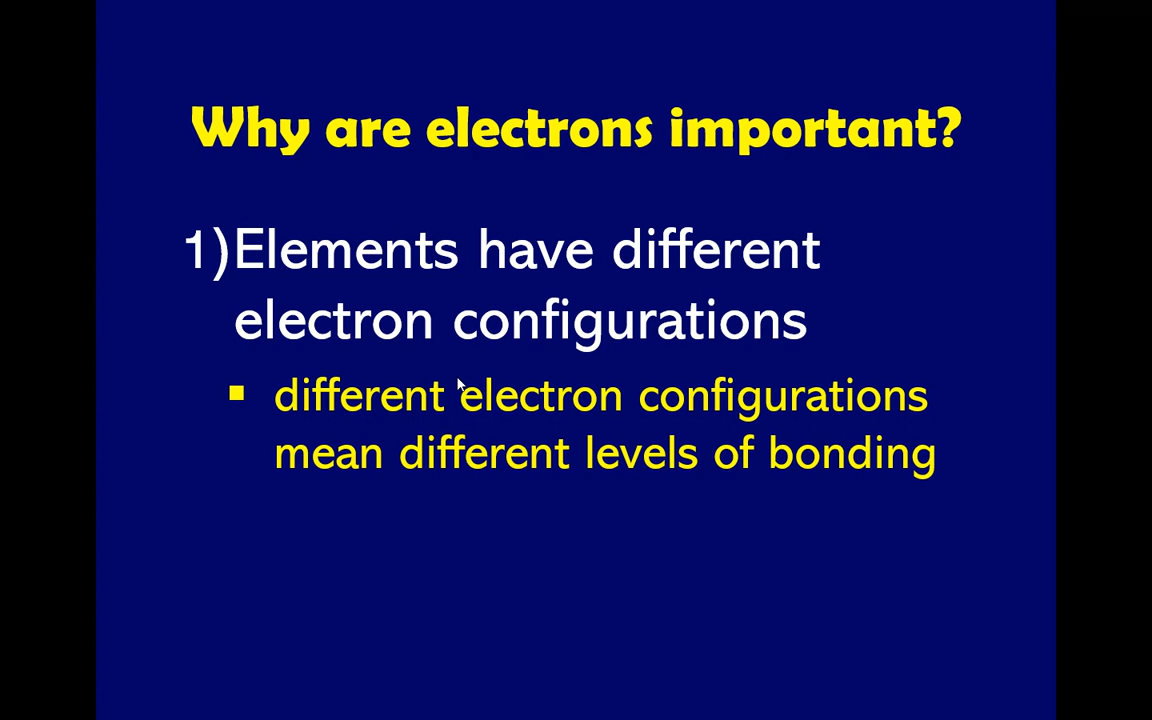 Why are electrons important?
1)Elements have different
electron configurations
▪ different electron configurations
mean different levels of bonding